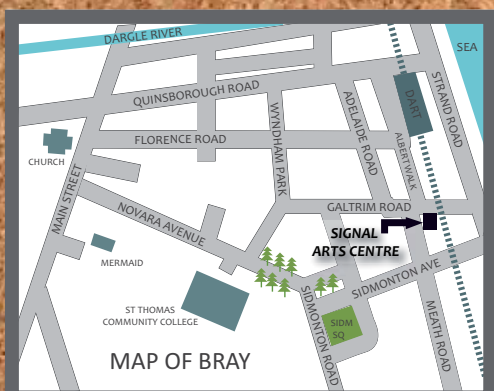 DARGLE RIVER
SEA
QUINSBOROUGH ROAD
DART
STRAND ROAD
WYNDHAM PARK
ADELAIDE ROAD
ALBERT WALK
FLORENCE ROAD
CHURCH
MAIN STREET
NOVARA AVENUE
GALTRIM ROAD
SIGNAL
ARTS CENTRE
MERMAID
SIDMONTON AVE
ST THOMAS
COMMUNITY COLLEGE
SIDMONTON ROAD
SIDM
SQ
MEATH ROAD
MAP OF BRAY